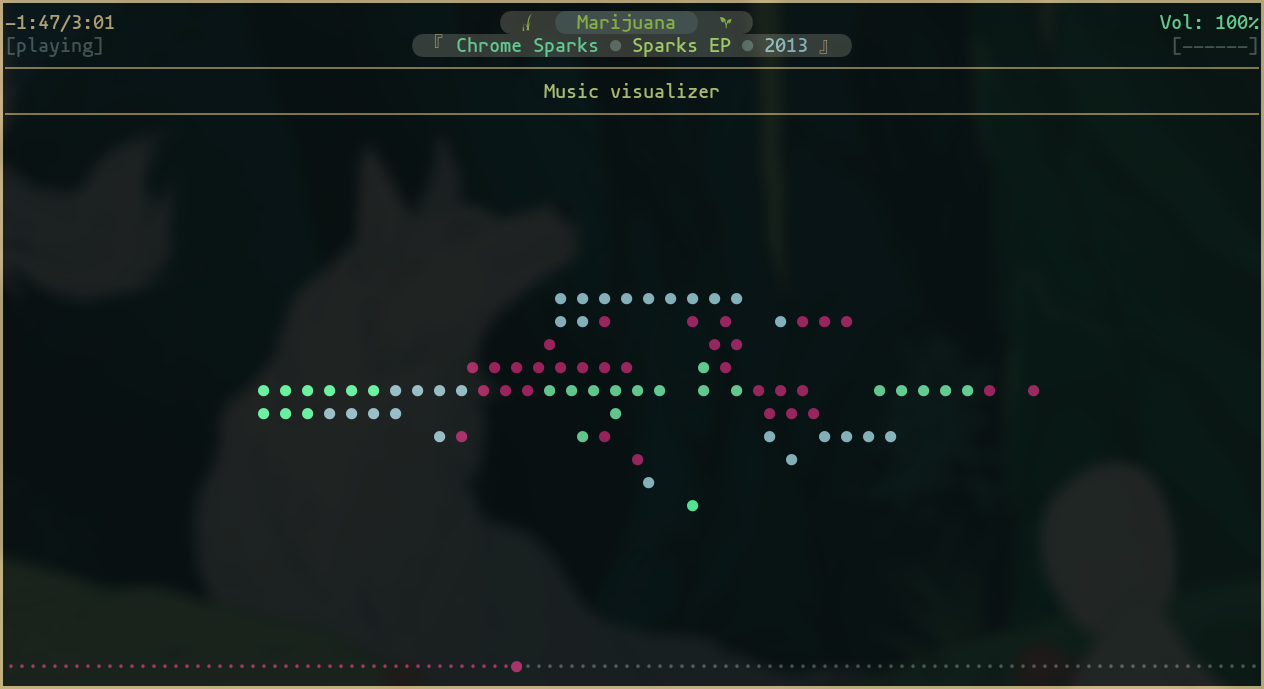 -1:47/3:01 Marijuana Vol: 100%
[playing] 『 Chrome Sparks ● Sparks EP ● 2013 』 [------]
Music visualizer